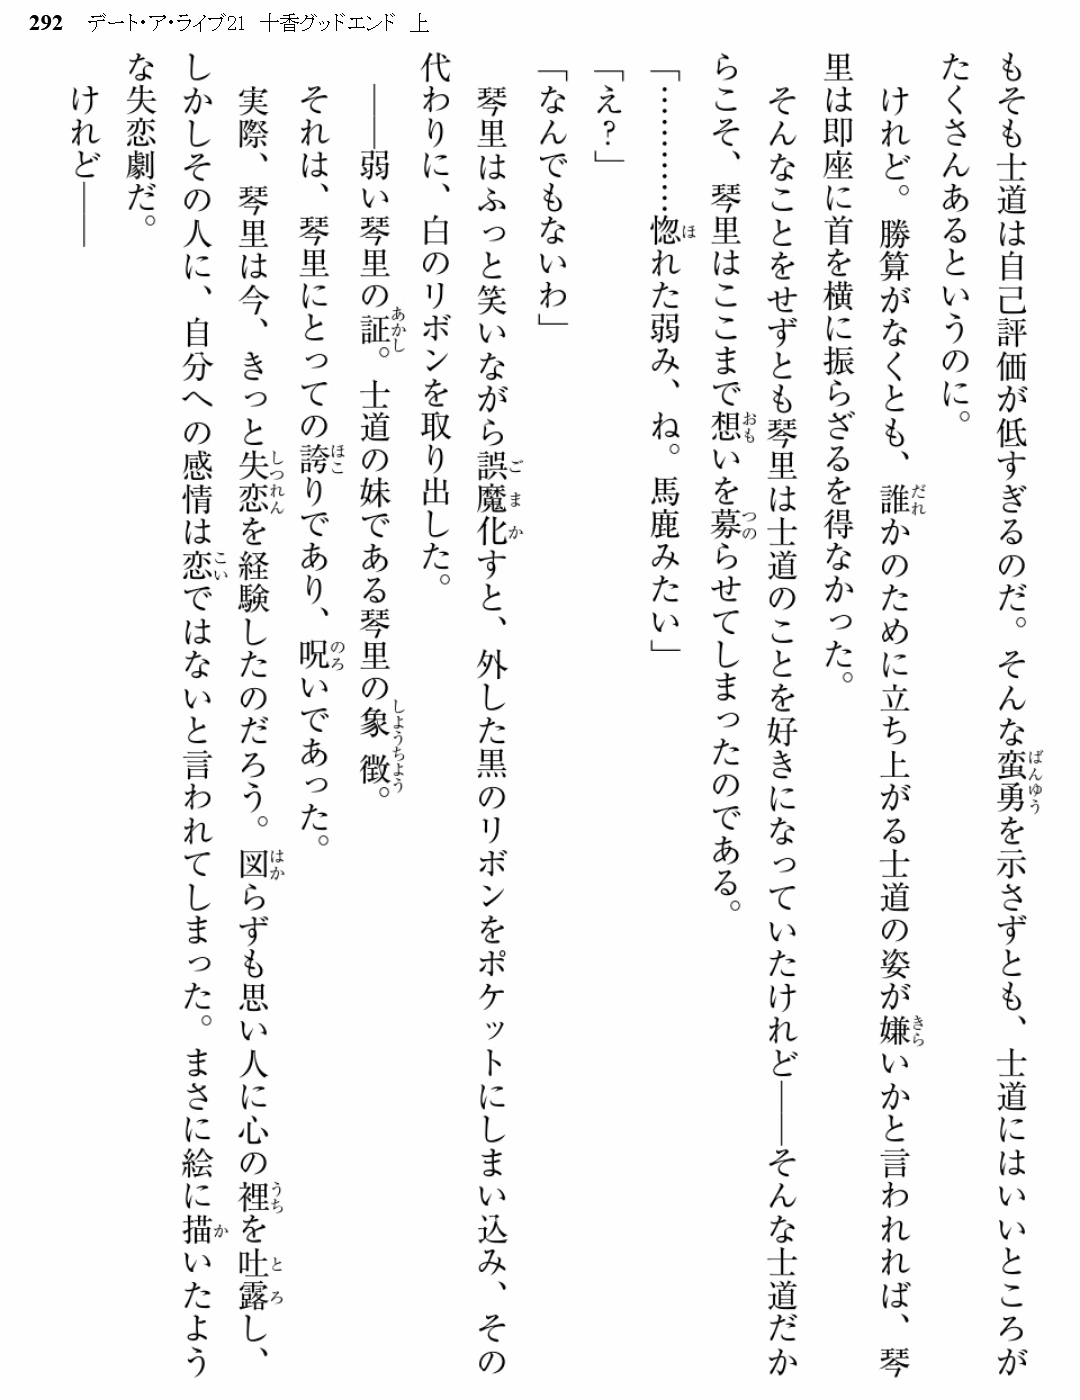 292 デート・ア・ライブ21 十香グッドエンド 上
もそも士道は自己評価が低すぎるのだ。そんな蛮勇を示さずとも、士道にはいいところが
たくさんあるというのに。
けれど。勝算がなくとも、誰かのために立ち上がる士道の姿が嫌いかと言われれば、琴
里は即座に首を横に振らざるを得なかった。
そんなことをせずとも琴里は士道のことを好きになっていたけれど――そんな士道だか
らこそ、琴里はここまで想いを募らせてしまったのである。
「…………惚れた弱み、ね。馬鹿みたい」
「え?」
「なんでもないわ」
琴里はふっと笑いながら誤魔化すと、外した黒のリボンをポケットにしまい込み、その
代わりに、白のリボンを取り出した。
――弱い琴里の証。士道の妹である琴里の象徴。
それは、琴里にとっての誇りであり、呪いであった。
実際、琴里は今、きっと失恋を経験したのだろう。図らずも思い人に心の裡を吐露し、
しかしその人に、自分への感情は恋ではないと言われてしまった。まさに絵に描いたよう
な失恋劇だ。
けれど――